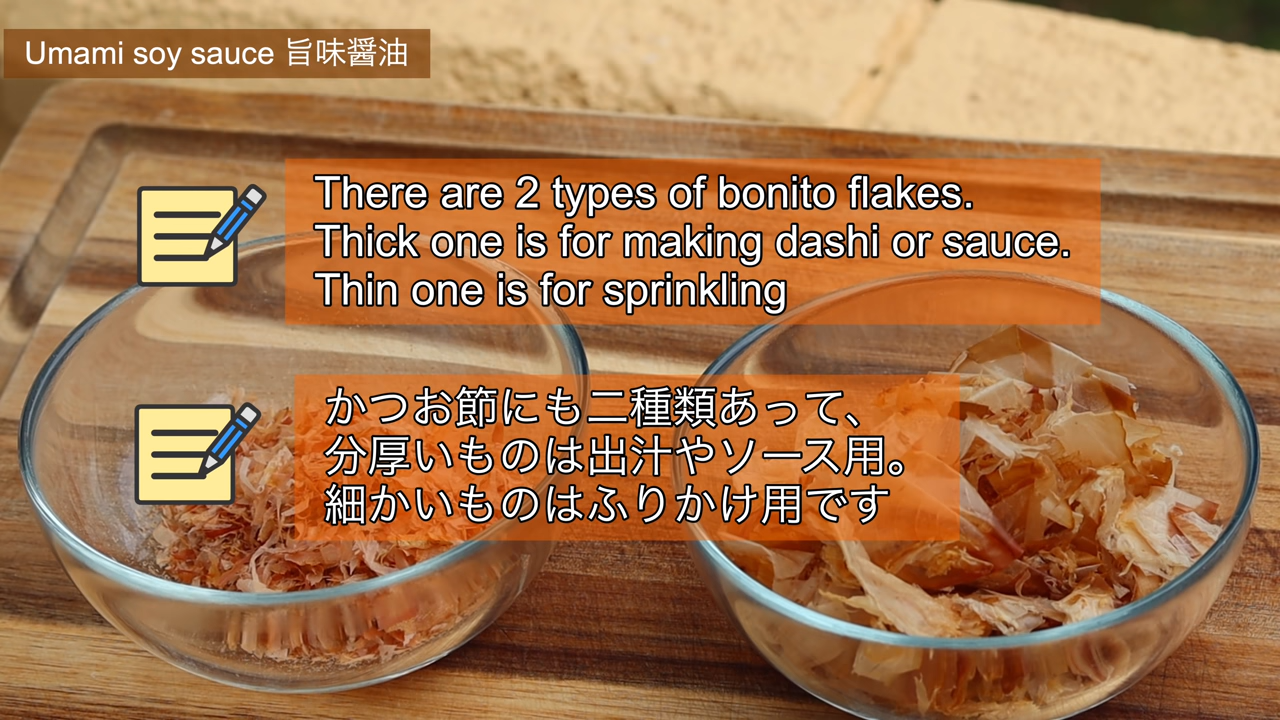 Umami soy sauce 旨味醤油
There are 2 types of bonito flakes.
Thick one is for making dashi or sauce.
Thin one is for sprinkling
かつお節にも二種類あって、
分厚いものは出汁やソース用。
細かいものはふりかけ用です